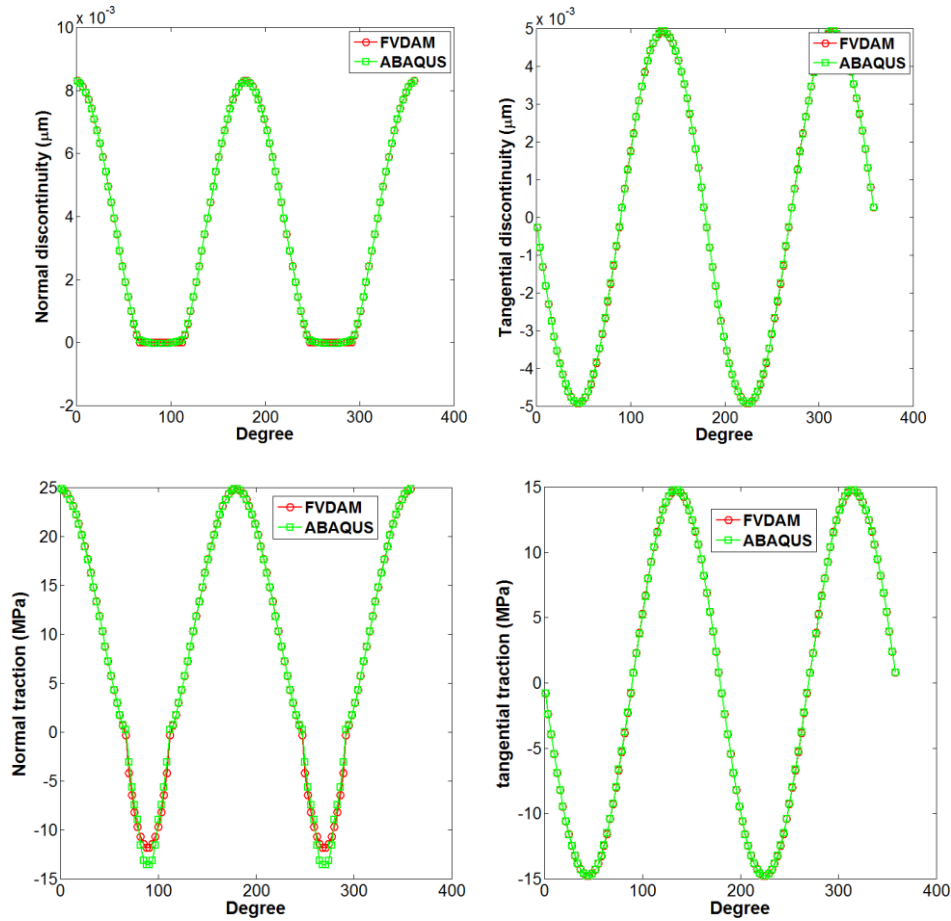 10 x 10⁻³
FVDAM
ABAQUS
8
6
4
2
0
-2
Normal discontinuity (μm)
0 100 200 300 400
Degree
5 x 10⁻³
FVDAM
ABAQUS
4
3
2
1
0
-1
-2
-3
-4
-5
Tangential discontinuity (μm)
0 100 200 300 400
Degree
25
FVDAM
ABAQUS
20
15
10
5
0
-5
-10
-15
Normal traction (MPa)
0 100 200 300 400
Degree
15
FVDAM
ABAQUS
10
5
0
-5
-10
-15
tangential traction (MPa)
0 100 200 300 400
Degree